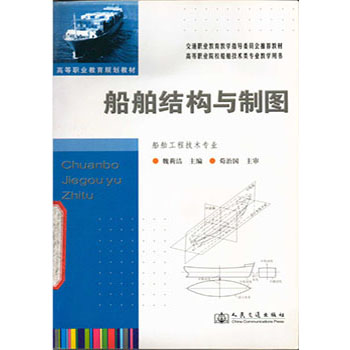 交通职业教育教学指导委员会推荐教材
高等职业院校船舶技术类专业教学用书
高等职业教育规划教材
船舶结构与制图
船舶工程技术专业
Chuanbo
Jiegou yu
Zhitu
魏莉洁 主编
苟治国 主审
人民交通出版社
China Communications Press